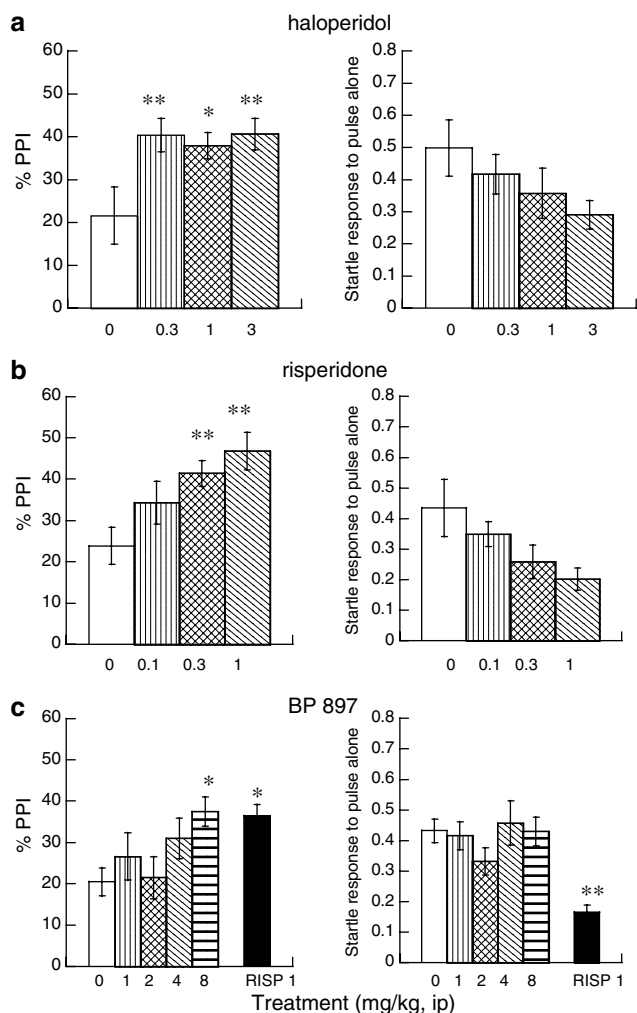 a
haloperidol
% PPI
60
50
40
30
20
10
0
** * **
0 0.3 1 3
Startle response to pulse alone
0.8
0.7
0.6
0.5
0.4
0.3
0.2
0.1
0
0 0.3 1 3
b
risperidone
% PPI
60
50
40
30
20
10
0
** **
0 0.1 0.3 1
Startle response to pulse alone
0.8
0.7
0.6
0.5
0.4
0.3
0.2
0.1
0
0 0.1 0.3 1
c
BP 897
% PPI
60
50
40
30
20
10
0
* *
0 1 2 4 8 RISP 1
Startle response to pulse alone
0.8
0.7
0.6
0.5
0.4
0.3
0.2
0.1
0
**
0 1 2 4 8 RISP 1
Treatment (mg/kg, ip)